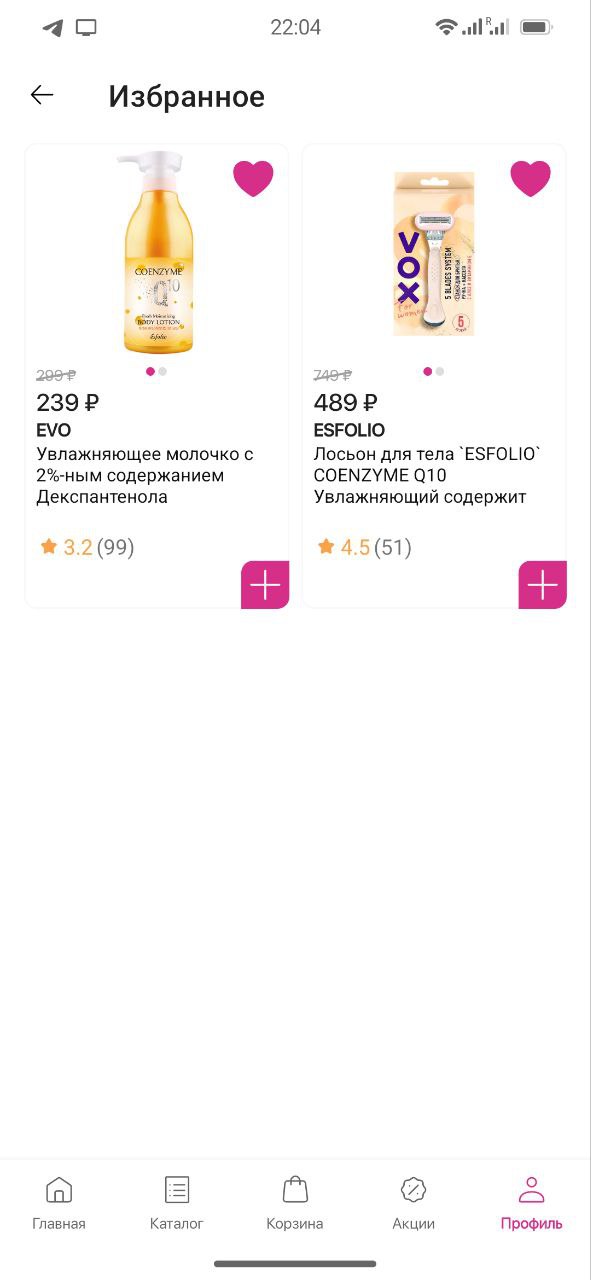 22:04
R
Избранное
COENZYME
Q10
Fresh Moisturizing
BODY LOTION
Esfolio
VOX
For women
5 BLADES SYSTEM
5
299 ₽
239 ₽
EVO
Увлажняющее молочко с
2%-ным содержанием
Декспантенола
3.2 (99)
749 ₽
489 ₽
ESFOLIO
Лосьон для тела `ESFOLIO`
COENZYME Q10
Увлажняющий содержит
4.5 (51)
Главная
Каталог
Корзина
Акции
Профиль